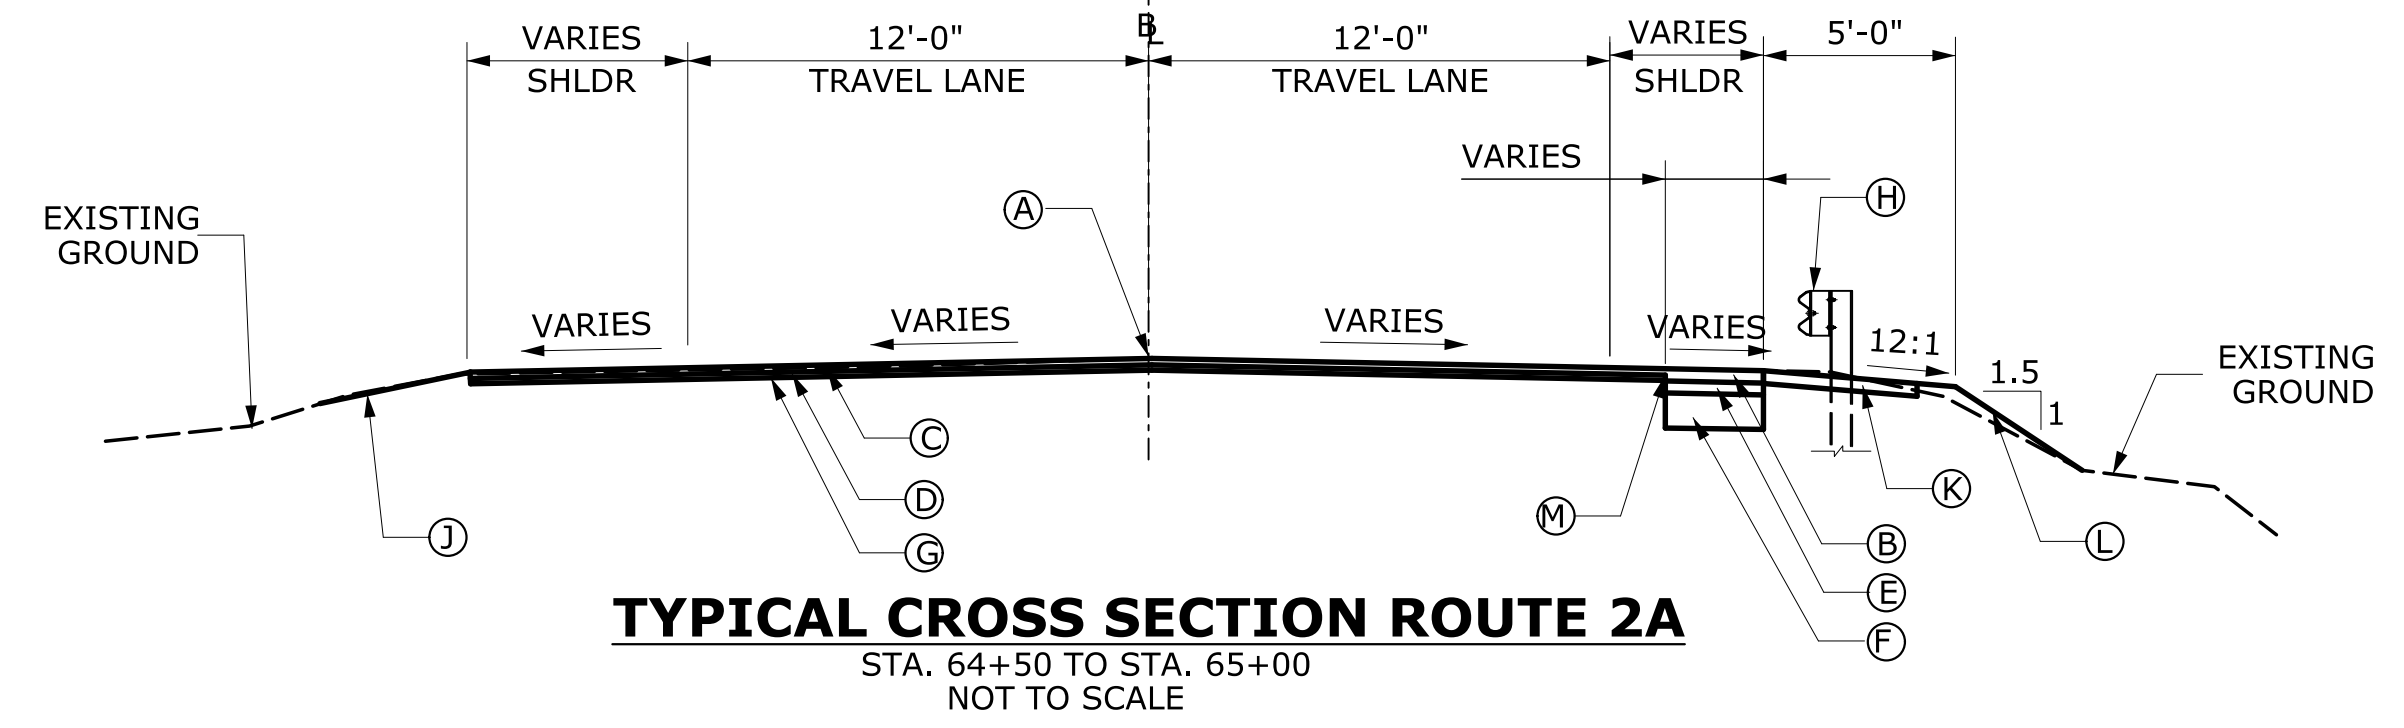 VARIES
SHLDR
12'-0"
TRAVEL LANE
BL
12'-0"
TRAVEL LANE
VARIES
SHLDR
5'-0"
VARIES
A
H
EXISTING
GROUND
VARIES
VARIES
VARIES
VARIES
12:1
1.5
1
EXISTING
GROUND
C
D
G
J
M
K
B
L
E
F
TYPICAL CROSS SECTION ROUTE 2A
STA. 64+50 TO STA. 65+00
NOT TO SCALE